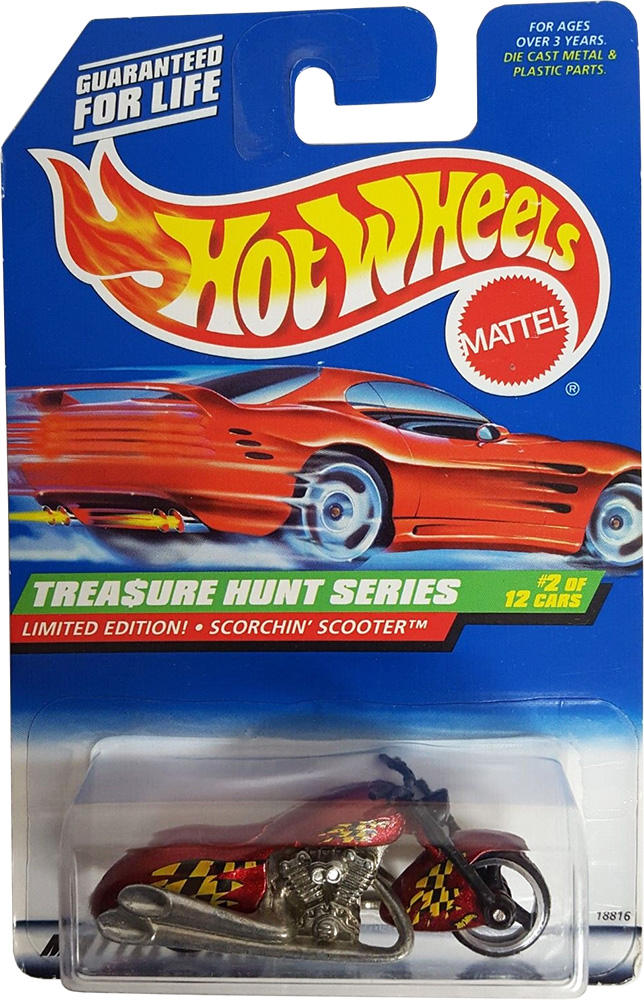 GUARANTEED
FOR LIFE
FOR AGES
OVER 3 YEARS.
DIE CAST METAL &
PLASTIC PARTS.
HOT WHEELS
MATTEL
®
TREA$URE HUNT SERIES
#2 OF
12 CARS
LIMITED EDITION! • SCORCHIN' SCOOTER™
18816